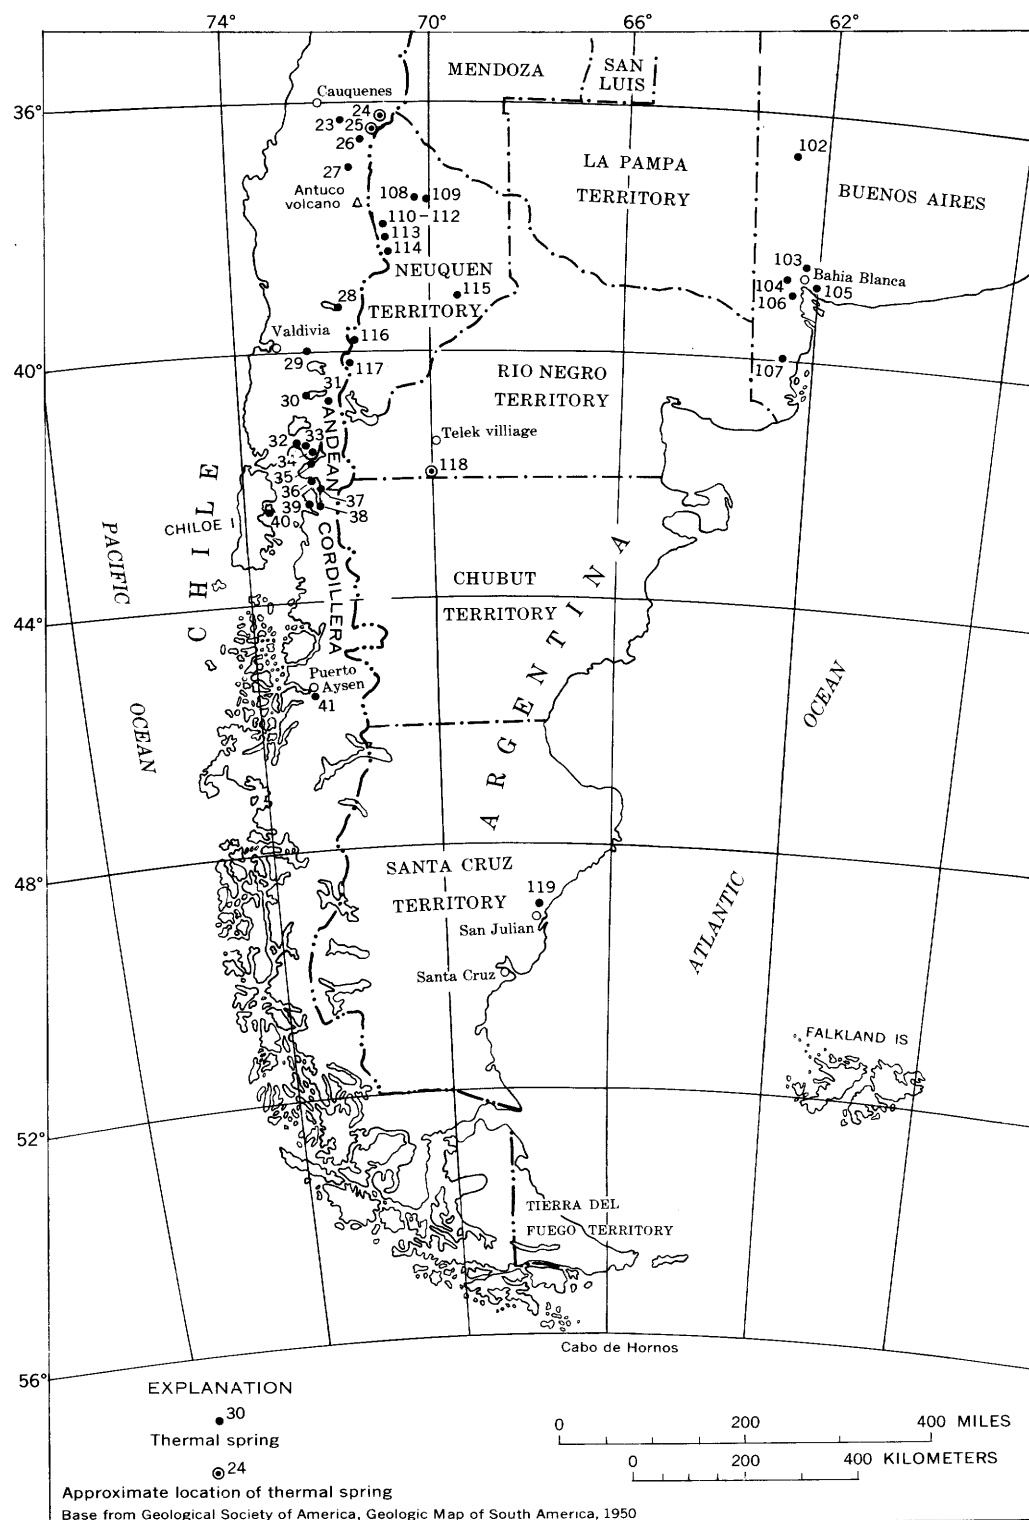 74°
70°
66°
62°
MENDOZA
SAN
LUIS
Cauquenes
36°
24
23
25
26
102
LA PAMPA
TERRITORY
27
BUENOS AIRES
Antuco
volcano
108
109
110-112
113
114
103
NEUQUEN
104
Bahia Blanca
115
105
106
28
TERRITORY
Valdivia
116
29
117
107
40°
31
RIO NEGRO
TERRITORY
30
Telek villiage
32
33
118
34
35
36
37
39
38
40
ANDEAN CORDILLERA
CHILOE I
CHILE
PACIFIC
OCEAN
ARGENTINA
CHUBUT
TERRITORY
44°
Puerto
Aysen
41
OCEAN
ATLANTIC
SANTA CRUZ
48°
119
TERRITORY
San Julian
Santa Cruz
FALKLAND IS
52°
TIERRA DEL
FUEGO TERRITORY
Cabo de Hornos
56°
EXPLANATION
30
Thermal spring
24
Approximate location of thermal spring
0 200 400 MILES
0 200 400 KILOMETERS
Base from Geological Society of America, Geologic Map of South America, 1950